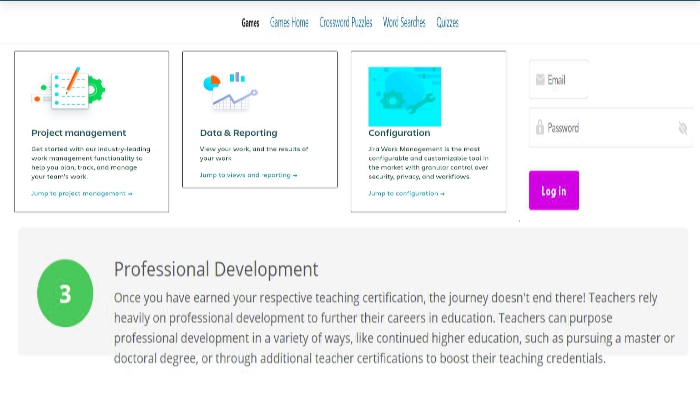 Games Games Home Crossword Puzzles Word Searches Quizzes
Project management
Get started with our industry-leading
work management functionality to
help you plan, track, and manage
your team's work.
Jump to project management →
Data & Reporting
View your work, and the results of
your work
Jump to views and reporting →
Configuration
Jira Work Management is the most
configurable and customizable tool in
the market with granular control over
security, privacy, and workflows.
Jump to configuration →
Email
Password
Log in
3
Professional Development
Once you have earned your respective teaching certification, the journey doesn't end there! Teachers rely
heavily on professional development to further their careers in education. Teachers can purpose
professional development in a variety of ways, like continued higher education, such as pursuing a master or
doctoral degree, or through additional teacher certifications to boost their teaching credentials.